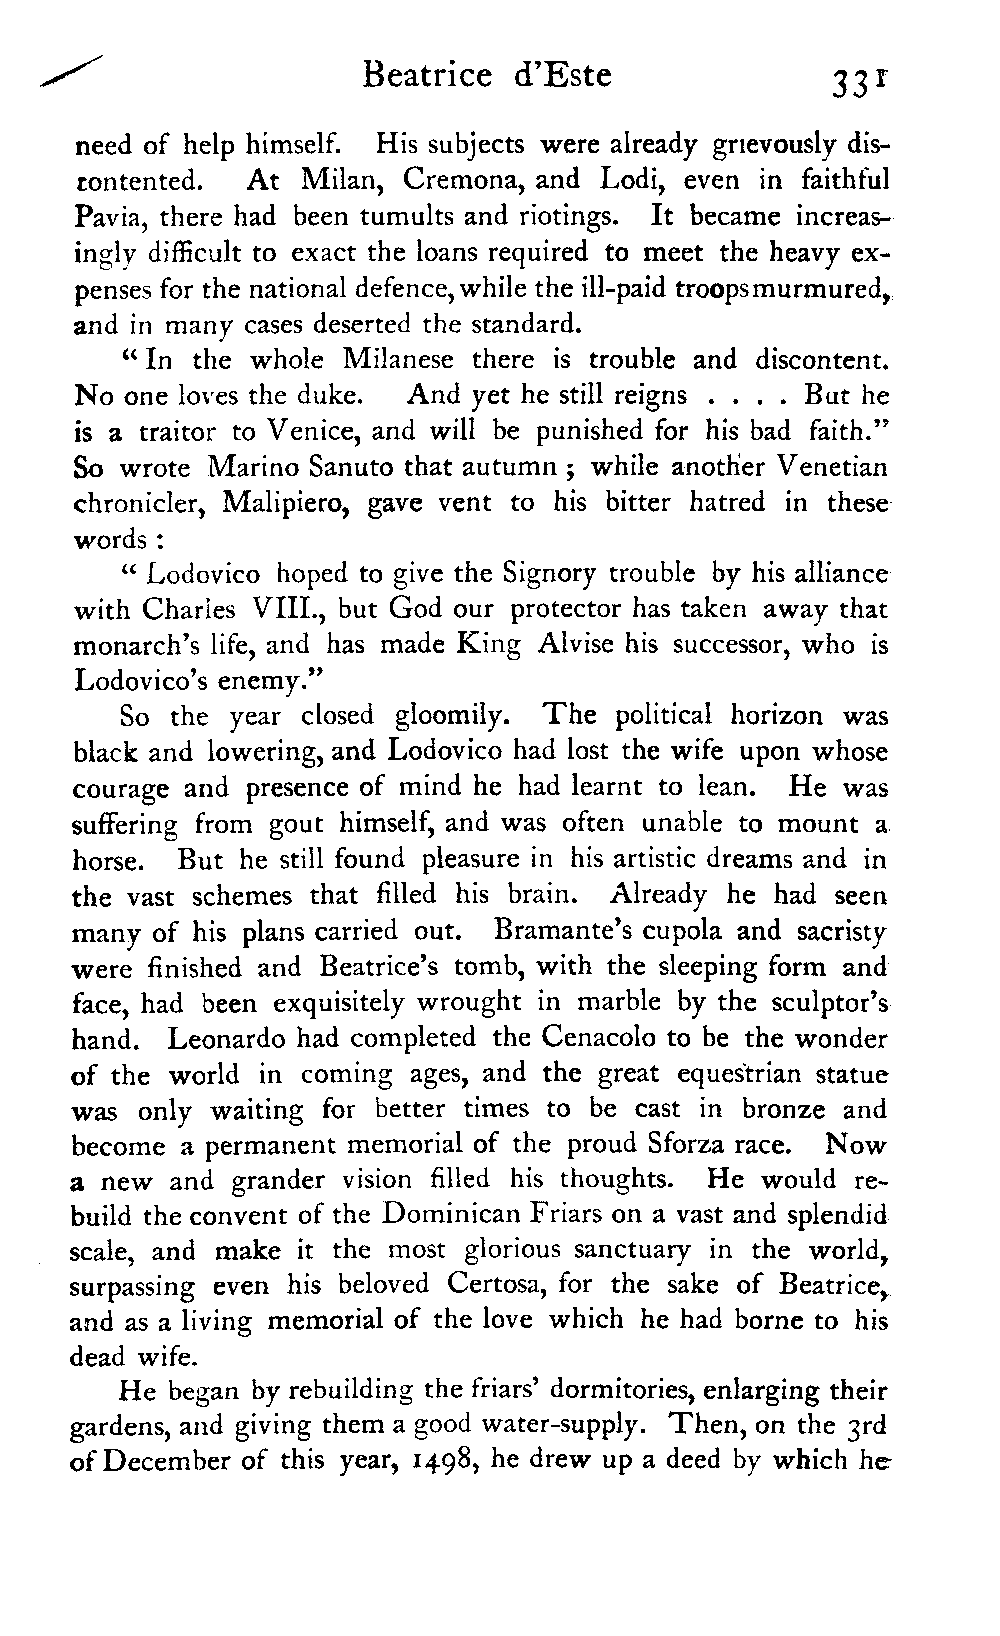 Beatrice d'Este 331
need of help himself. His subjects were already grievously dis-
contented. At Milan, Cremona, and Lodi, even in faithful
Pavia, there had been tumults and riotings. It became increas-
ingly difficult to exact the loans required to meet the heavy ex-
penses for the national defence, while the ill-paid troops murmured,
and in many cases deserted the standard.
" In the whole Milanese there is trouble and discontent.
No one loves the duke. And yet he still reigns . . . . But he
is a traitor to Venice, and will be punished for his bad faith."
So wrote Marino Sanuto that autumn ; while another Venetian
chronicler, Malipiero, gave vent to his bitter hatred in these
words :
" Lodovico hoped to give the Signory trouble by his alliance
with Charles VIII., but God our protector has taken away that
monarch's life, and has made King Alvise his successor, who is
Lodovico's enemy."
So the year closed gloomily. The political horizon was
black and lowering, and Lodovico had lost the wife upon whose
courage and presence of mind he had learnt to lean. He was
suffering from gout himself, and was often unable to mount a
horse. But he still found pleasure in his artistic dreams and in
the vast schemes that filled his brain. Already he had seen
many of his plans carried out. Bramante's cupola and sacristy
were finished and Beatrice's tomb, with the sleeping form and
face, had been exquisitely wrought in marble by the sculptor's
hand. Leonardo had completed the Cenacolo to be the wonder
of the world in coming ages, and the great equestrian statue
was only waiting for better times to be cast in bronze and
become a permanent memorial of the proud Sforza race. Now
a new and grander vision filled his thoughts. He would re-
build the convent of the Dominican Friars on a vast and splendid
scale, and make it the most glorious sanctuary in the world,
surpassing even his beloved Certosa, for the sake of Beatrice,
and as a living memorial of the love which he had borne to his
dead wife.
He began by rebuilding the friars' dormitories, enlarging their
gardens, and giving them a good water-supply. Then, on the 3rd
of December of this year, 1498, he drew up a deed by which he